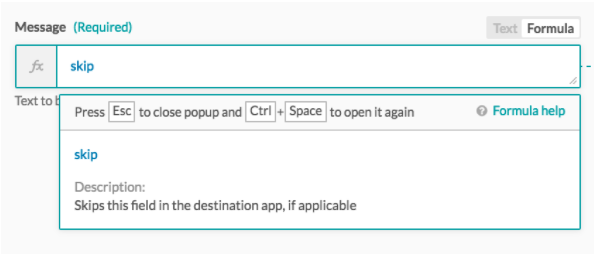 Message (Required) Text Formula
fx skip
Text to b
Press Esc to close popup and Ctrl + Space to open it again Formula help
skip
Description:
Skips this field in the destination app, if applicable